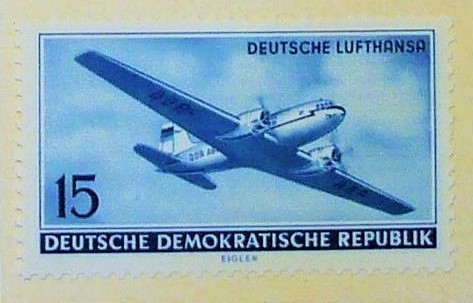 DEUTSCHE LUFTHANSA
15
DEUTSCHE DEMOKRATISCHE REPUBLIK
EIGLER